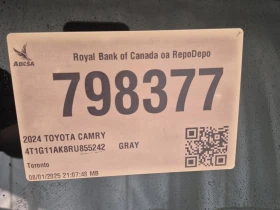 ADESA
Royal Bank of Canada oa RepoDepo
798377
2024 TOYOTA CAMRY
4T1G11AK8RU855242 GRAY
Toronto
08/01/2025 21:07:48 MB